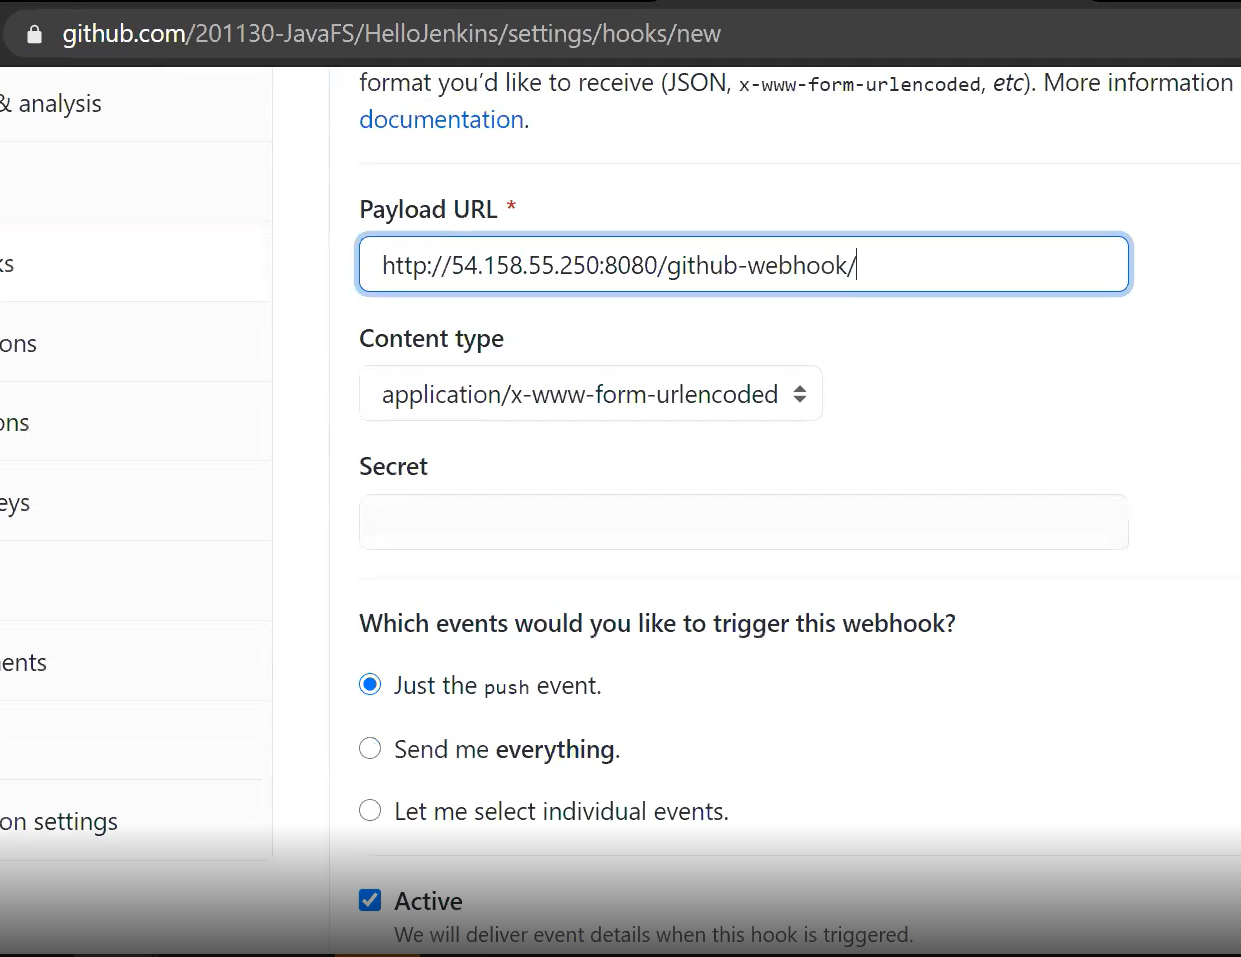 github.com/201130-JavaFS/HelloJenkins/settings/hooks/new
& analysis
format you’d like to receive (JSON, x-www-form-urlencoded, etc). More information
documentation.
Payload URL *
ks
http://54.158.55.250:8080/github-webhook/
ons
Content type
application/x-www-form-urlencoded
ons
Secret
eys
Which events would you like to trigger this webhook?
ents
Just the push event.
Send me everything.
Let me select individual events.
on settings
Active
We will deliver event details when this hook is triggered.